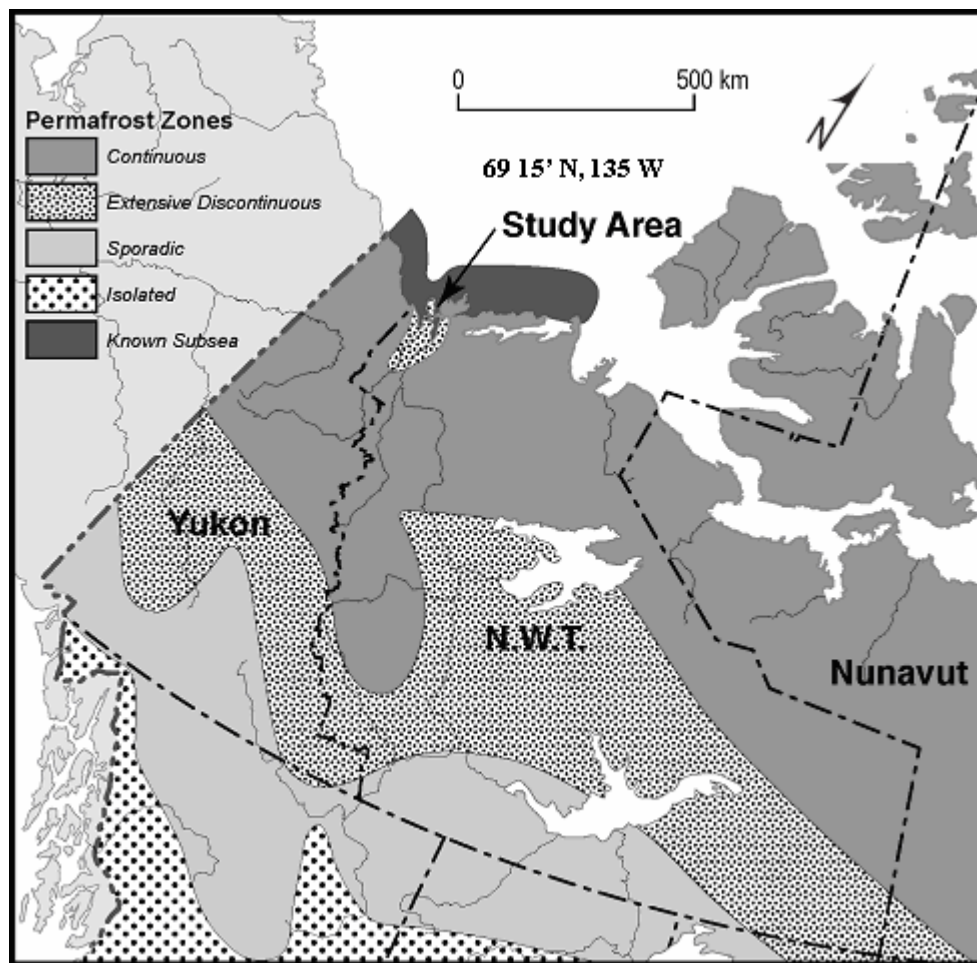 0 500 km
N
Permafrost Zones
Continuous
Extensive Discontinuous
Sporadic
Isolated
Known Subsea
69 15’ N, 135 W
Study Area
Yukon
N.W.T.
Nunavut